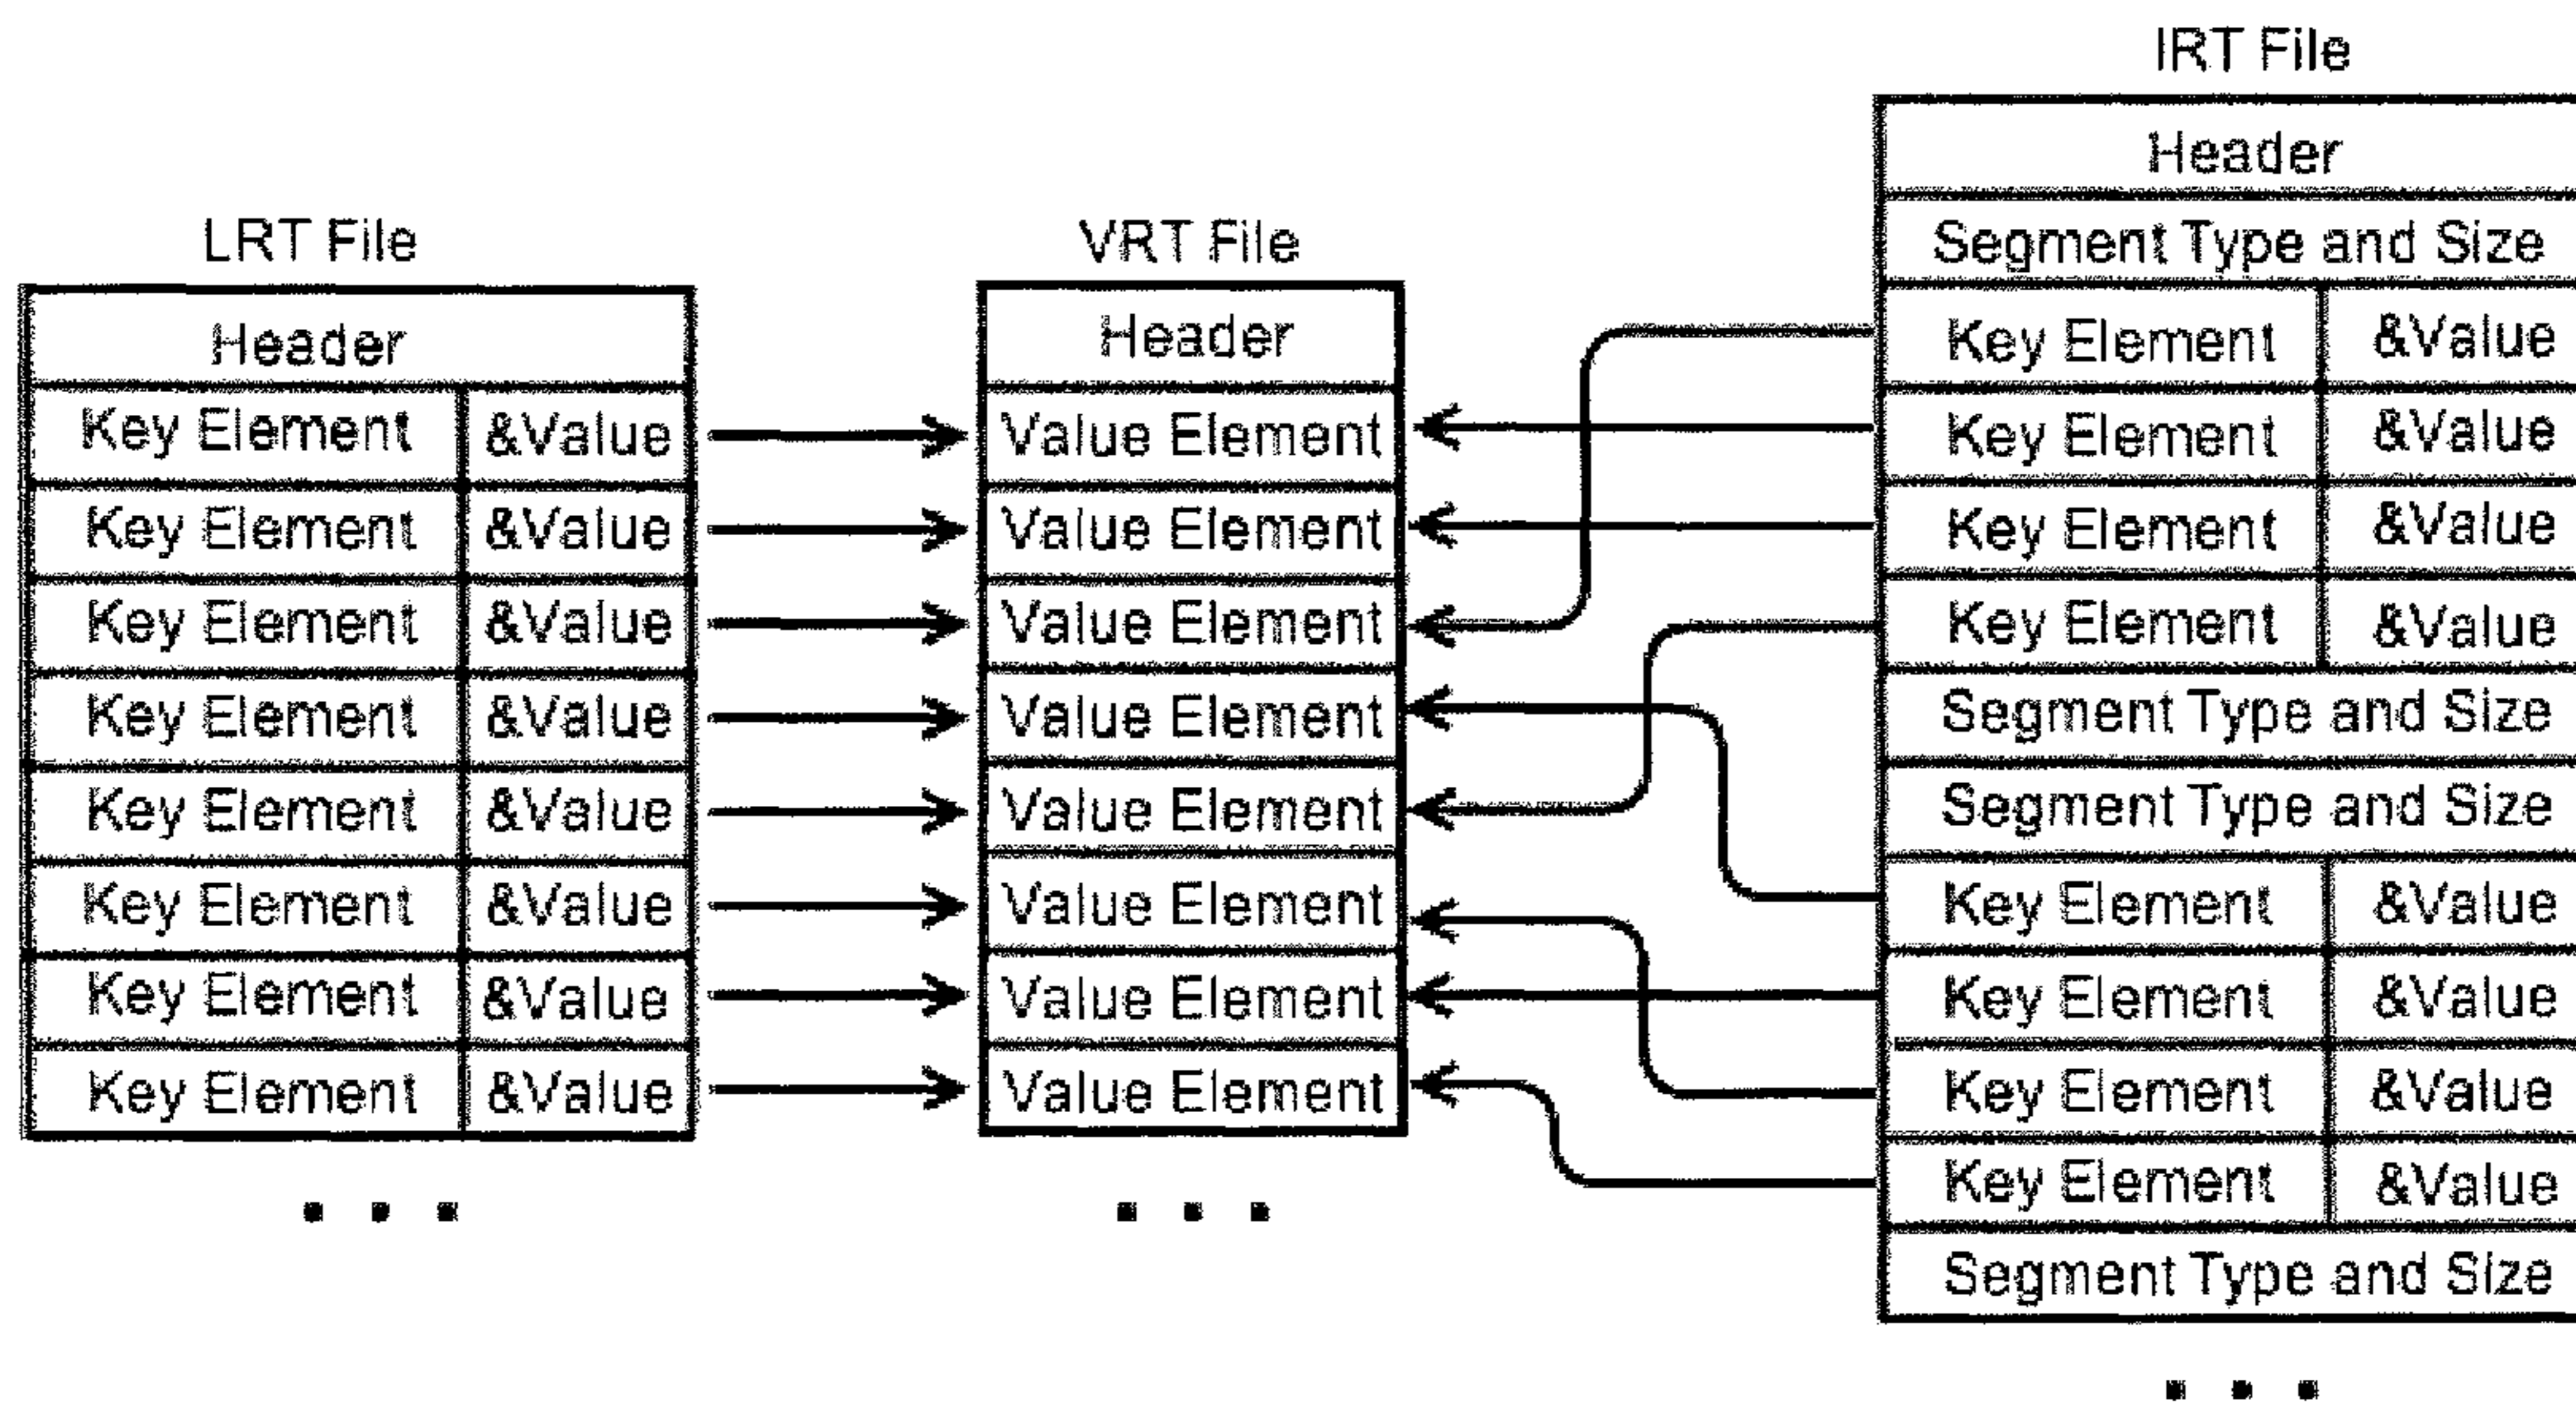 LRT File
Header
Key Element &Value
Key Element &Value
Key Element &Value
Key Element &Value
Key Element &Value
Key Element &Value
Key Element &Value
Key Element &Value
. . .
VRT File
Header
Value Element
Value Element
Value Element
Value Element
Value Element
Value Element
Value Element
Value Element
. . .
IRT File
Header
Segment Type and Size
Key Element &Value
Key Element &Value
Key Element &Value
Key Element &Value
Segment Type and Size
Segment Type and Size
Key Element &Value
Key Element &Value
Key Element &Value
Key Element &Value
Segment Type and Size
. . .